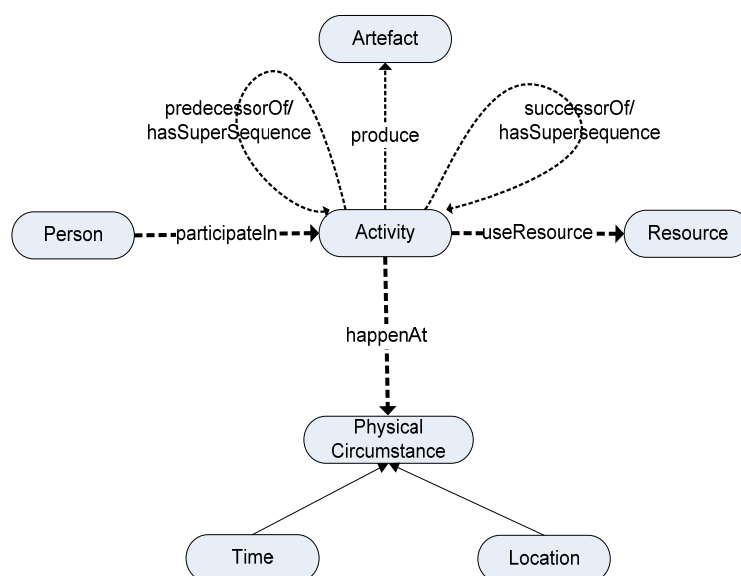 Artefact
predecessorOf/
hasSuperSequence
produce
successorOf/
hasSupersequence
Person
participateIn
Activity
useResource
Resource
happenAt
Physical
Circumstance
Time
Location